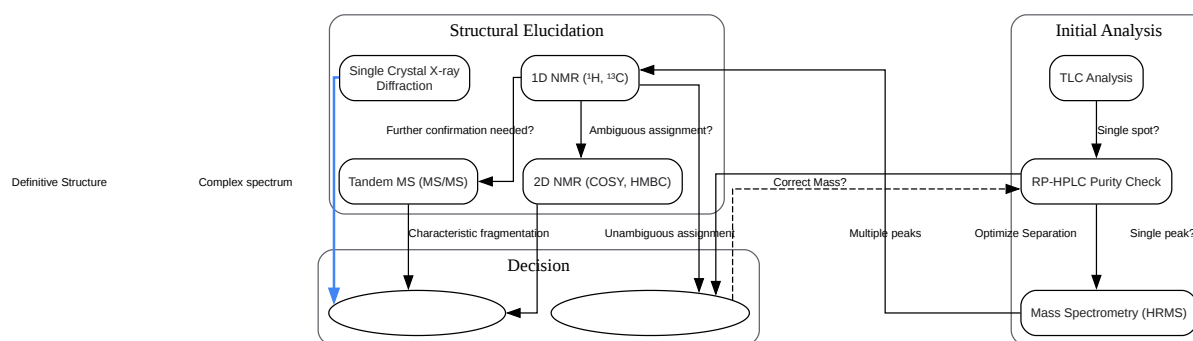 Structural Elucidation
Initial Analysis
Single Crystal X-ray
Diffraction
1D NMR (¹H, ¹³C)
TLC Analysis
Further confirmation needed?
Ambiguous assignment?
Single spot?
Definitive Structure
Complex spectrum
Tandem MS (MS/MS)
2D NMR (COSY, HMBC)
Correct Mass?
RP-HPLC Purity Check
Characteristic fragmentation
Unambiguous assignment
Multiple peaks
Optimize Separation
Single peak?
Decision
Mass Spectrometry (HRMS)